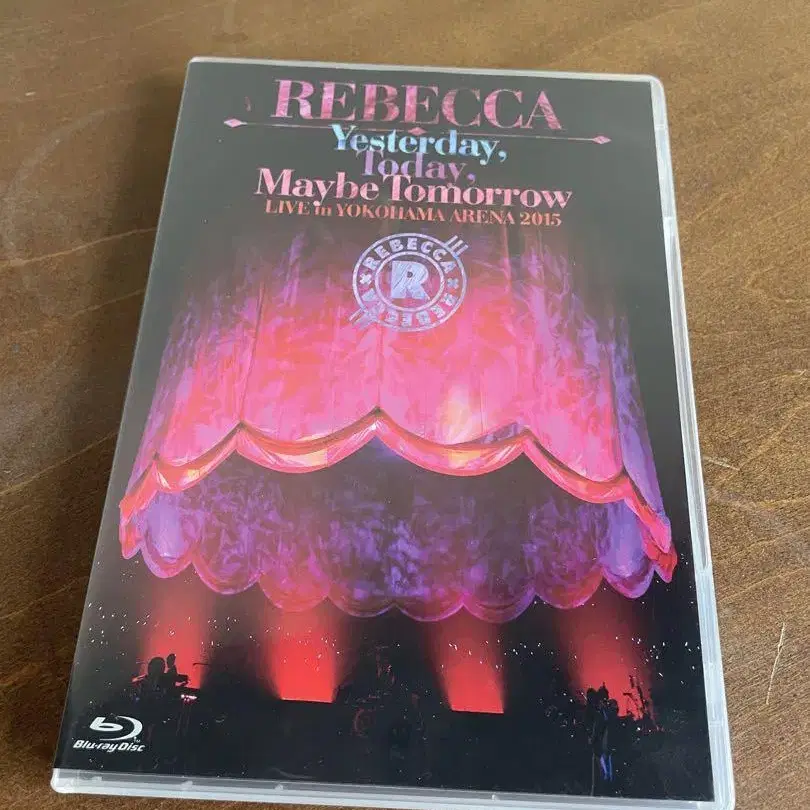 REBECCA
Yesterday,
Today,
Maybe Tomorrow
LIVE in YOKOHAMA ARENA 2015
REBECCA
R
REBECCA
Blu-ray Disc